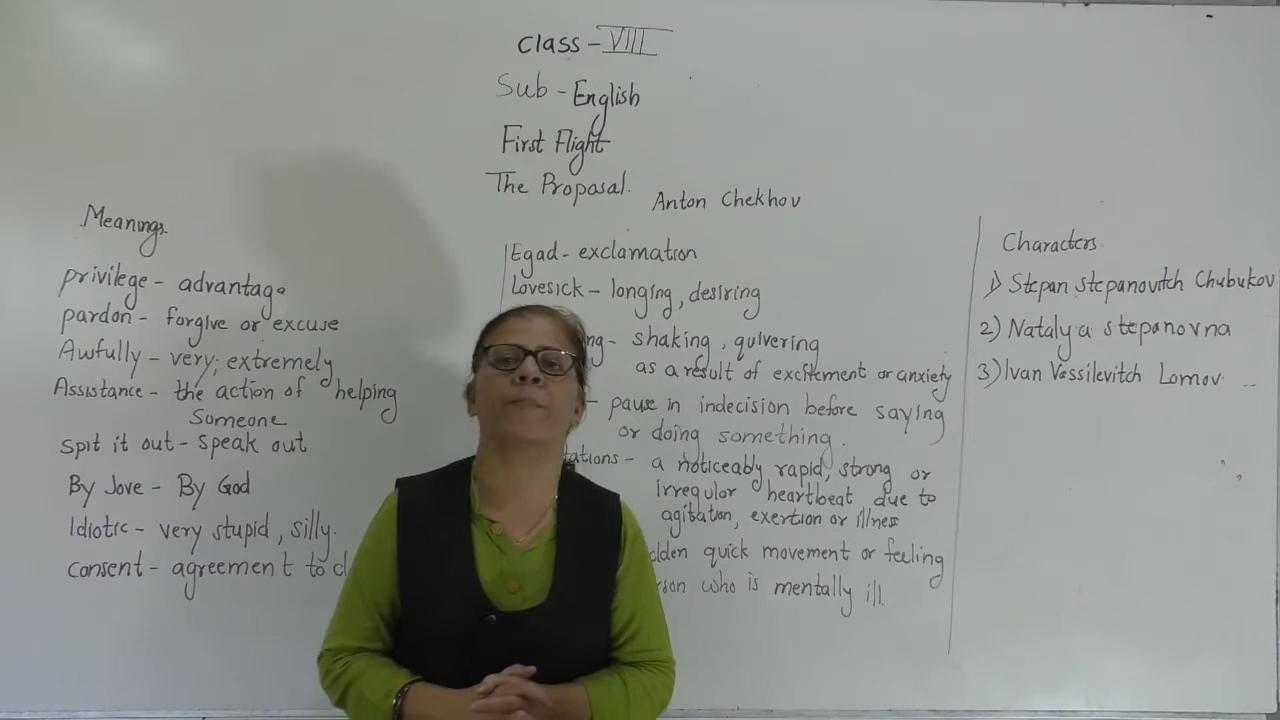 Class - VIII
Sub - English
First Flight
The Proposal.
Anton Chekhov
Meanings
privilege - advantage
pardon - forgive or excuse
Awfully - very; extremely
Assistance - the action of helping
someone
spit it out - speak out
By Jove - By God
Idiotic - very stupid, silly.
consent - agreement to
Egad - exclamation
Lovesick - longing, desiring
- shaking, quivering
as a result of excitement or anxiety
- pause in indecision before saying
or doing something.
- a noticeably rapid, strong or
irregular heartbeat due to
agitation, exertion or illness
quick movement or feeling
who is mentally ill.
Characters
1) Stepan Stepanovitch Chubukov
2) Natalya stepanovna
3) Ivan Vassilevitch Lomov